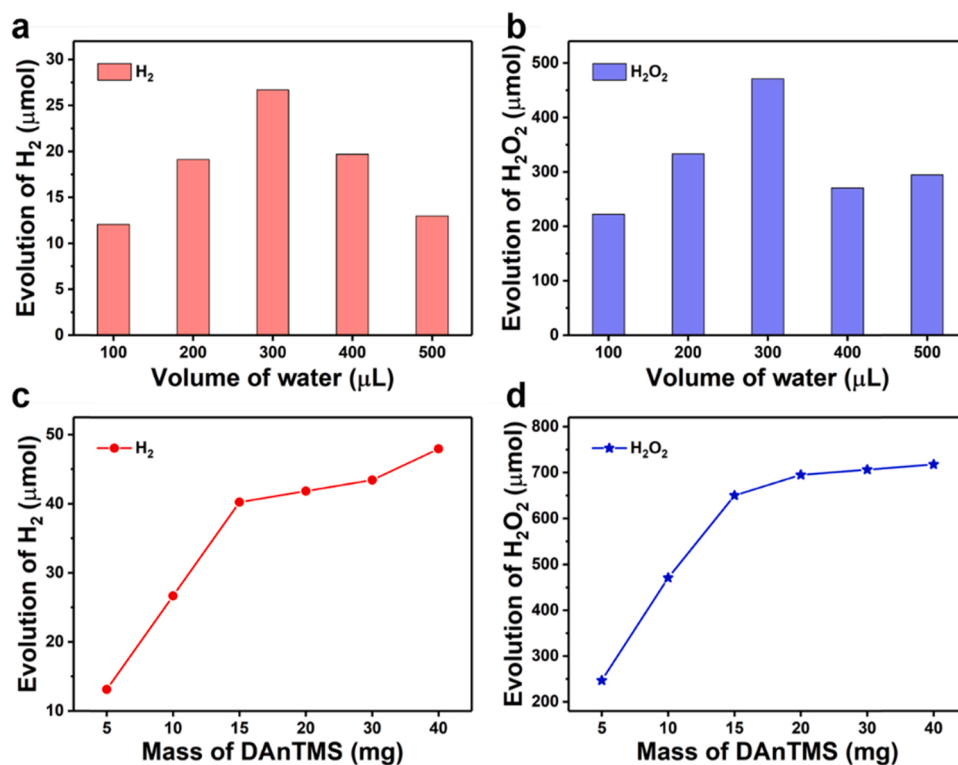 a
Evolution of H₂ (μmol)
30
25
20
15
10
5
0
H₂
100 200 300 400 500
Volume of water (μL)
b
Evolution of H₂O₂ (μmol)
500
400
300
200
100
0
H₂O₂
100 200 300 400 500
Volume of water (μL)
c
Evolution of H₂ (μmol)
50
40
30
20
10
H₂
5 10 15 20 30 40
Mass of DAnTMS (mg)
d
Evolution of H₂O₂ (μmol)
800
700
600
500
400
300
200
H₂O₂
5 10 15 20 30 40
Mass of DAnTMS (mg)